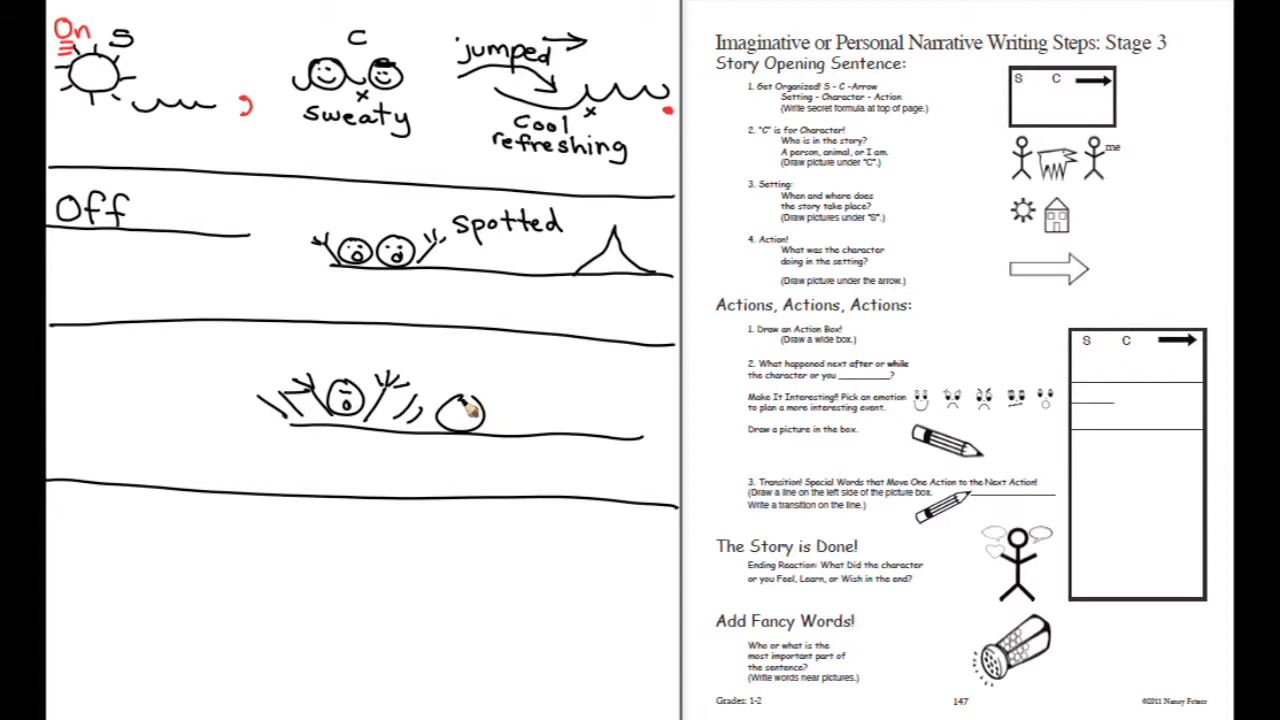 On S C jumped
sweaty
cool
refreshing
Off
spotted
Imaginative or Personal Narrative Writing Steps: Stage 3
Story Opening Sentence:
1. Get Organized! S - C -Arrow
Setting - Character - Action
(Write secret formula at top of page.)
S C
2. "C" is for Character!
Who is in the story?
A person, animal, or I am.
(Draw picture under "C".)
me
3. Setting:
When and where does
the story take place?
(Draw pictures under "S".)
4. Action!
What was the character
doing in the setting?
(Draw picture under the arrow.)
Actions, Actions, Actions:
1. Draw an Action Box!
(Draw a wide box.)
S C
2. What happened next after or while
the character or you __________?
Make It Interesting!! Pick an emotion
to plan a more interesting event.
Draw a picture in the box.
3. Transition! Special Words that Move One Action to the Next Action!
(Draw a line on the left side of the picture box.
Write a transition on the line.)
The Story is Done!
Ending Reaction: What Did the character
or you Feel, Learn, or Wish in the end?
Add Fancy Words!
Who or what is the
most important part of
the sentence?
(Write words near pictures.)
Grades: 1-2 147 ©2011 Nancy Fetzer